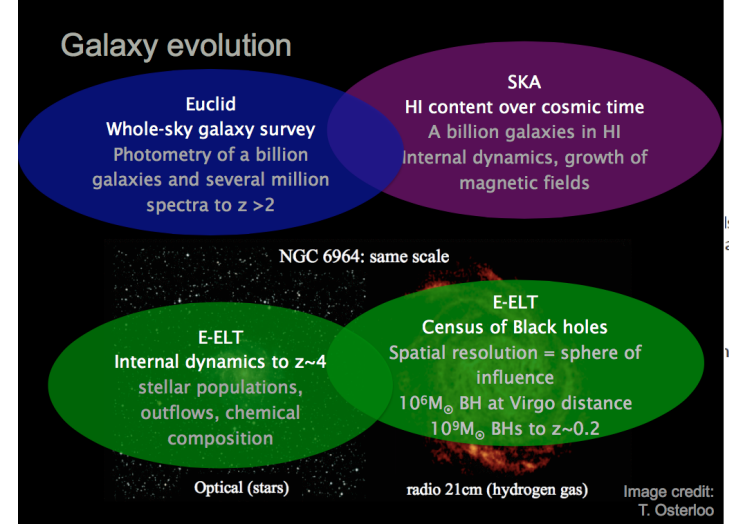 Galaxy evolution
Euclid
Whole-sky galaxy survey
Photometry of a billion
galaxies and several million
spectra to z >2
SKA
HI content over cosmic time
A billion galaxies in HI
Internal dynamics, growth of
magnetic fields
NGC 6964: same scale
E-ELT
Internal dynamics to z~4
stellar populations,
outflows, chemical
composition
E-ELT
Census of Black holes
Spatial resolution = sphere of
influence
10⁶M☉ BH at Virgo distance
10⁹M☉ BHs to z~0.2
Optical (stars)
radio 21cm (hydrogen gas)
Image credit:
T. Osterloo